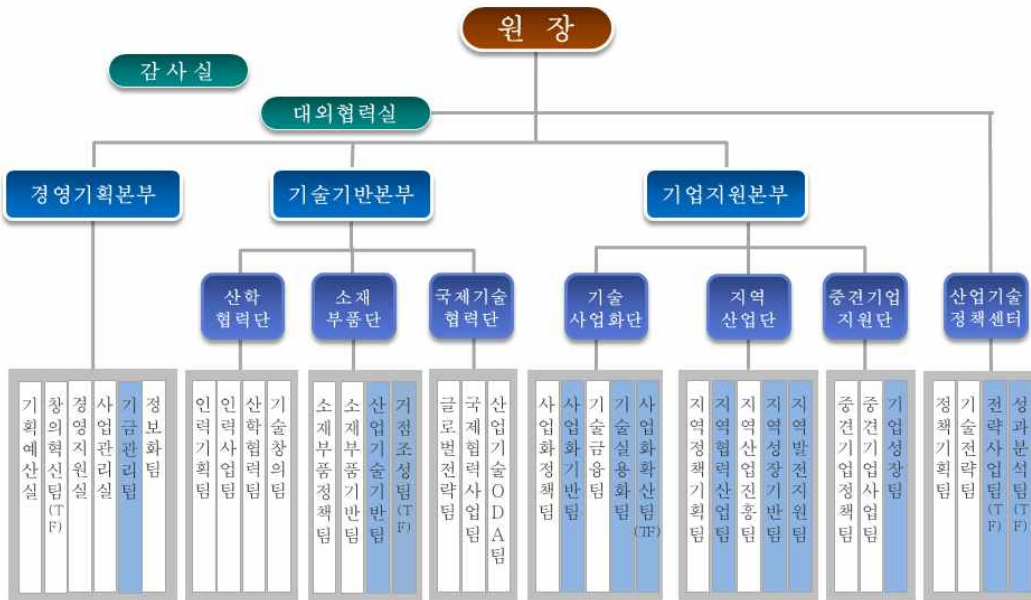 원 장
감사실
대외협력실
경영기획본부
기술기반본부
기업지원본부
산학
협력단
소재
부품단
국제기술
협력단
기술
사업화단
지역
산업단
중견기업
지원단
산업기술
정책센터
기획예산실
창의혁신팀(TF)
경영지원실
사업관리실
기금관리팀
정보화팀
인력기획팀
인력사업팀
산학협력팀
기술창의팀
소재부품정책팀
소재부품기반팀
산업기술기반팀
거점조성팀(TF)
글로벌전략팀
국제협력사업팀
산업기술ODA팀
사업화정책팀
사업화기반팀
기술금융팀
기술실용화팀
사업화확산팀(TF)
지역정책기획팀
지역협력산업팀
지역산업진흥팀
지역성장기반팀
지역발전지원팀
중견기업정책팀
중견기업사업팀
기업성장팀
정책기획팀
기술전략팀
전략사업팀(TF)
성과분석팀(TF)